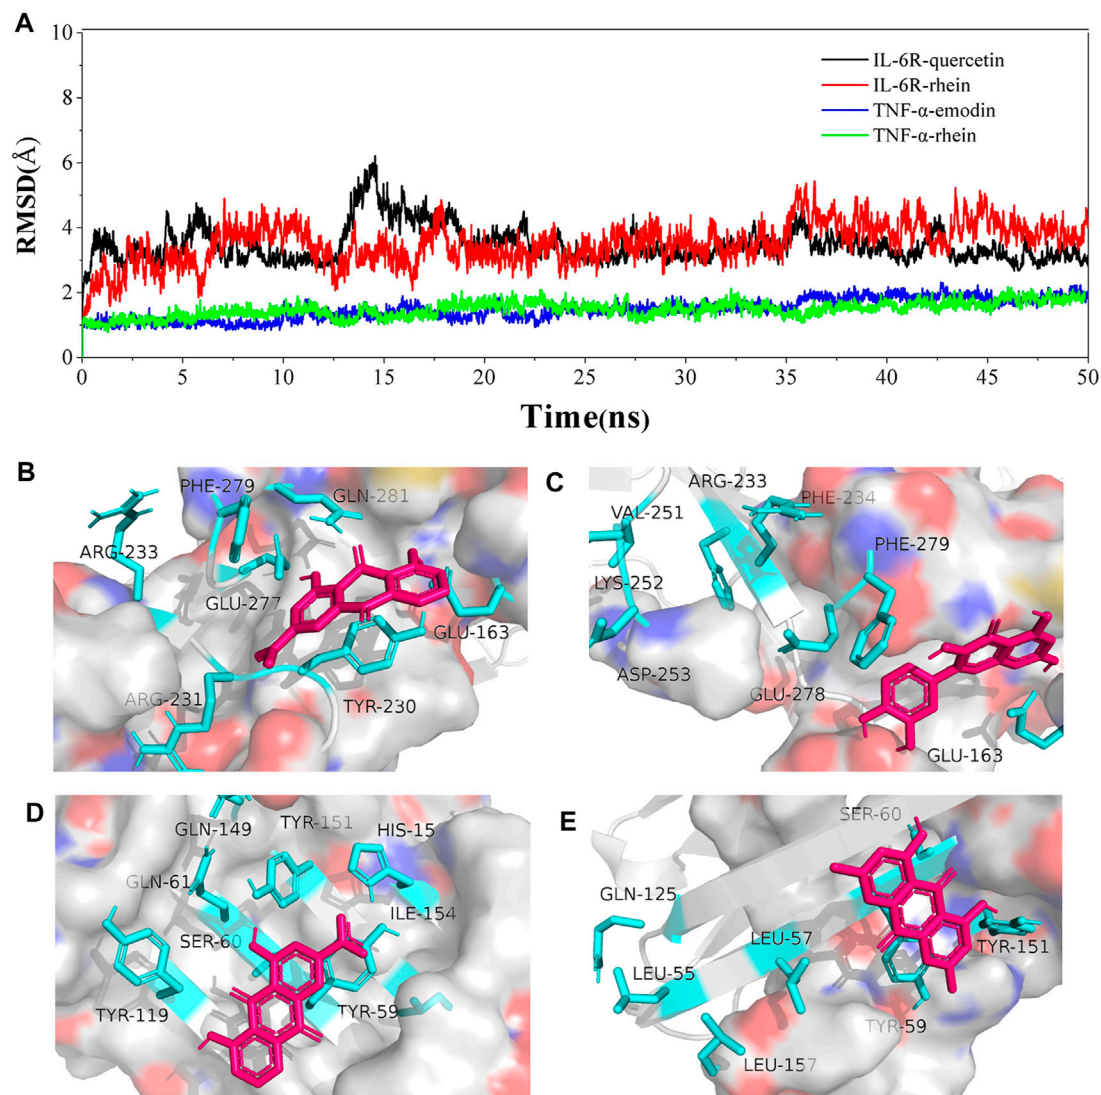 A
10
8
6
4
2
0
RMSD(Å)
IL-6R-quercetin
IL-6R-rhein
TNF-α-emodin
TNF-α-rhein
0 5 10 15 20 25 30 35 40 45 50
Time(ns)
B
PHE-279
GLN-281
ARG-233
GLU-277
GLU-163
ARG-231
TYR-230
C
ARG-233
PHE-234
VAL-251
PHE-279
LYS-252
ASP-253
GLU-278
GLU-163
D
GLN-149
TYR-151
HIS-15
GLN-61
ILE-154
SER-60
TYR-119
TYR-59
E
SER-60
GLN-125
LEU-57
TYR-151
LEU-55
TYR-59
LEU-157